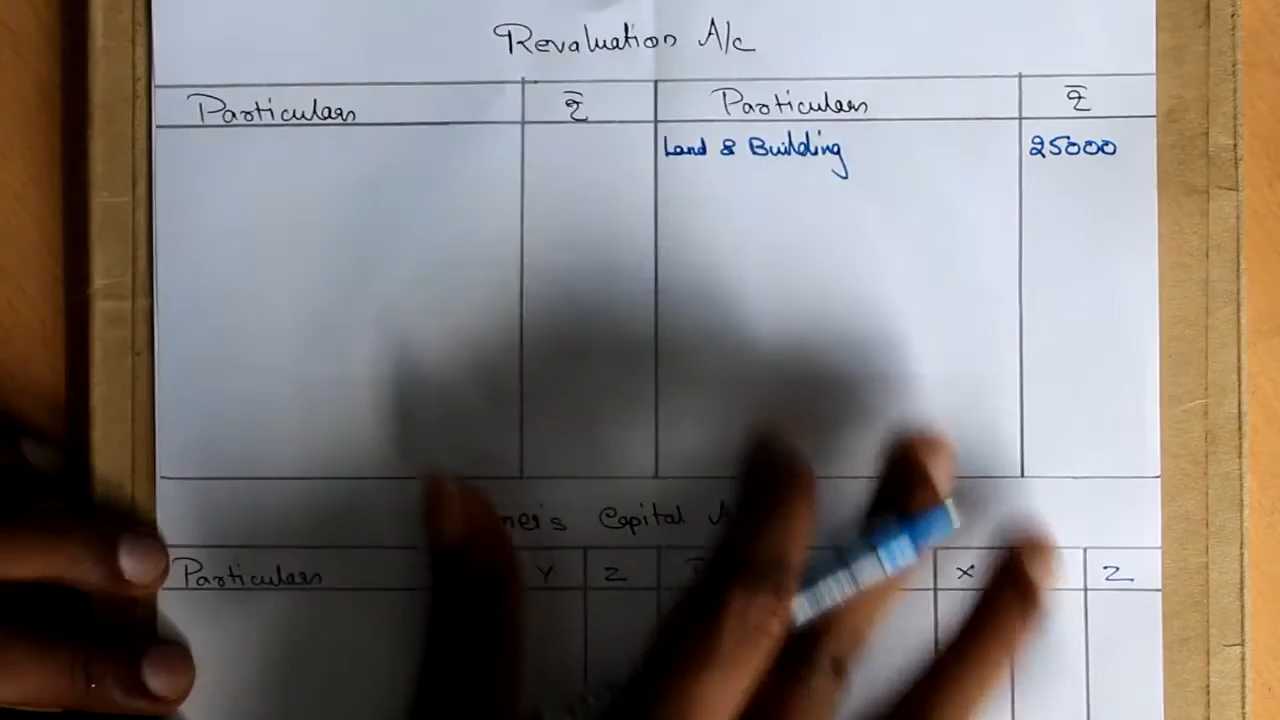 Revaluation A/c
Particulars ₹ Particulars ₹
Land & Building 25000
Capital
Particulars Y Z X Z